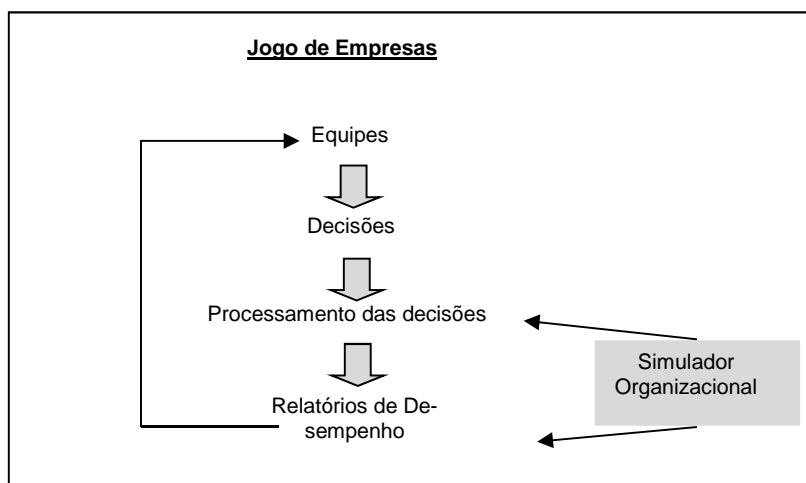 Jogo de Empresas
Equipes
Decisões
Processamento das decisões
Simulador
Organizacional
Relatórios de De-
sempenho